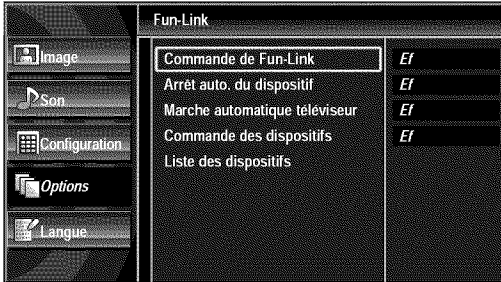 Fun-Link
Image
Son
Configuration
Options
Langue
Commande de Fun-Link Ef
Arrêt auto. du dispositif Ef
Marche automatique téléviseur Ef
Commande des dispositifs Ef
Liste des dispositifs